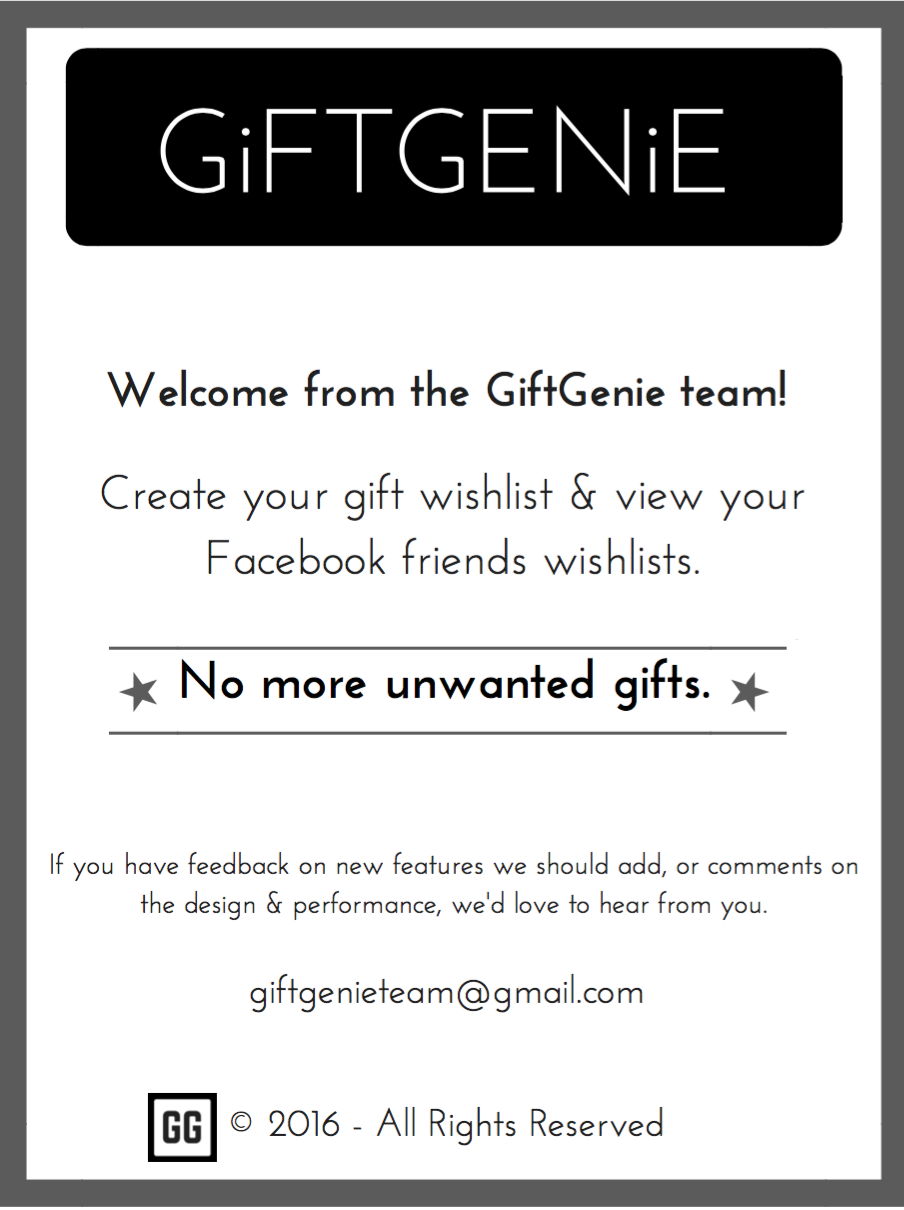 GiFTGENiE
Welcome from the GiftGenie team!
Create your gift wishlist & view your
Facebook friends wishlists.
No more unwanted gifts.
If you have feedback on new features we should add, or comments on
the design & performance, we'd love to hear from you.
giftgenieteam@gmail.com
GG © 2016 - All Rights Reserved